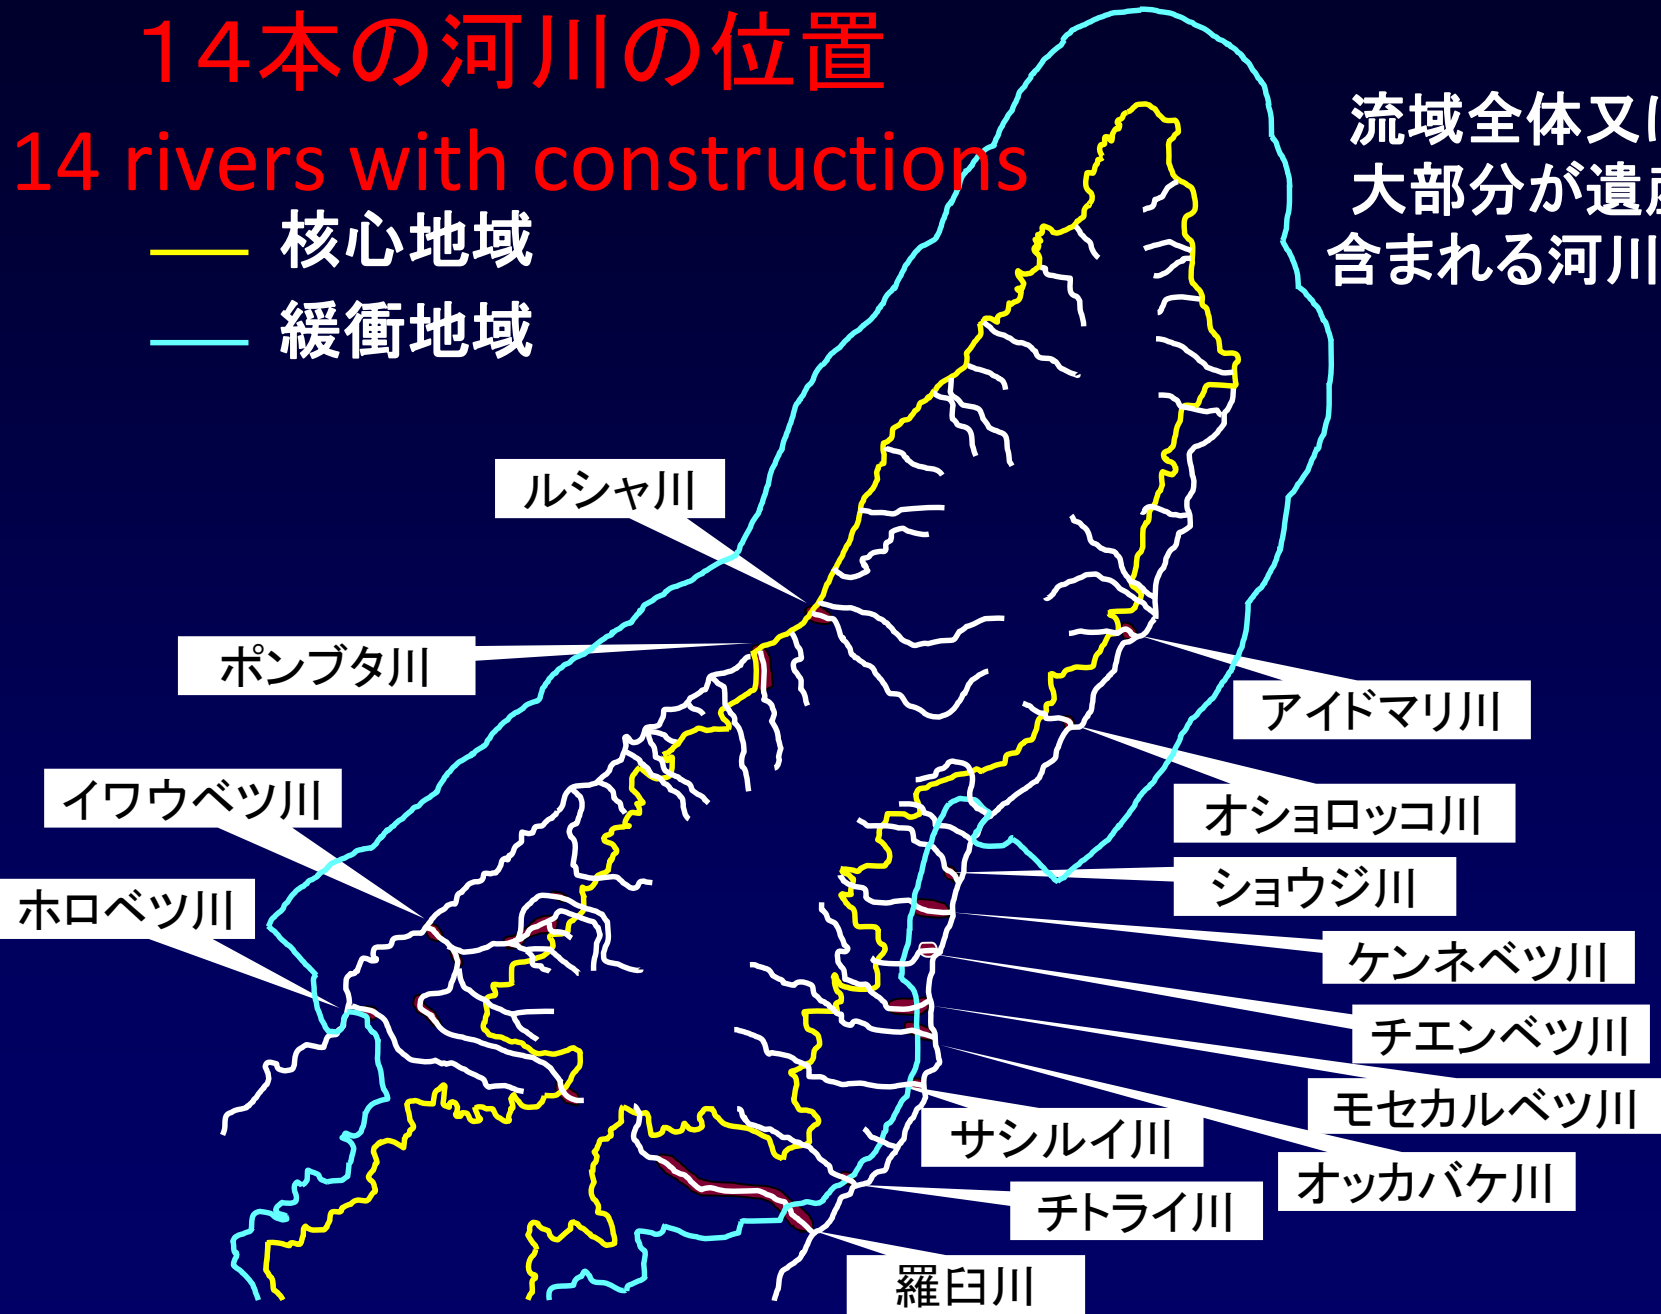 14本の河川の位置
14 rivers with constructions
核心地域
緩衝地域
流域全体又
大部分が遺
含まれる河川
ルシャ川
ポンブタ川
イワウベツ川
ホロベツ川
アイドマリ川
オショロッコ川
ショウジ川
ケンネベツ川
チエンベツ川
モセカルベツ川
オッカバケ川
サシルイ川
チトライ川
羅臼川